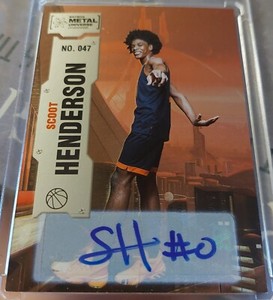 METAL
NO. 047
SCOOT
HENDERSON
SH #0